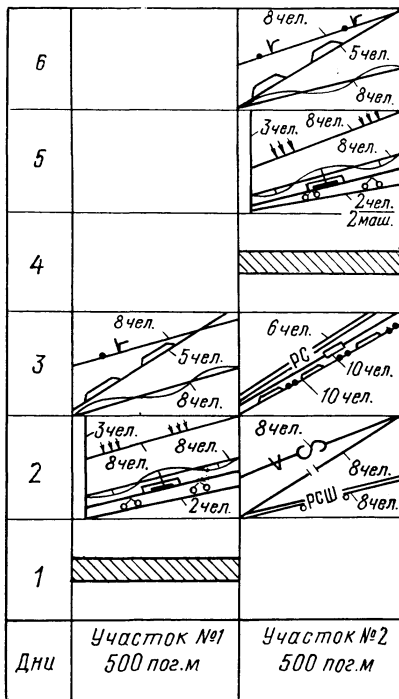 6
8чел.
5чел.
8чел.
5
3чел.
8чел.
8чел.
2чел.
2маш.
4
3
8чел.
5чел.
8чел.
6чел.
РС
10чел.
10чел.
2
3чел.
8чел.
8чел.
2чел.
8чел.
8чел.
РСШ
8чел.
1
Дни
Участок №1
500 пог.м
Участок №2
500 пог.м